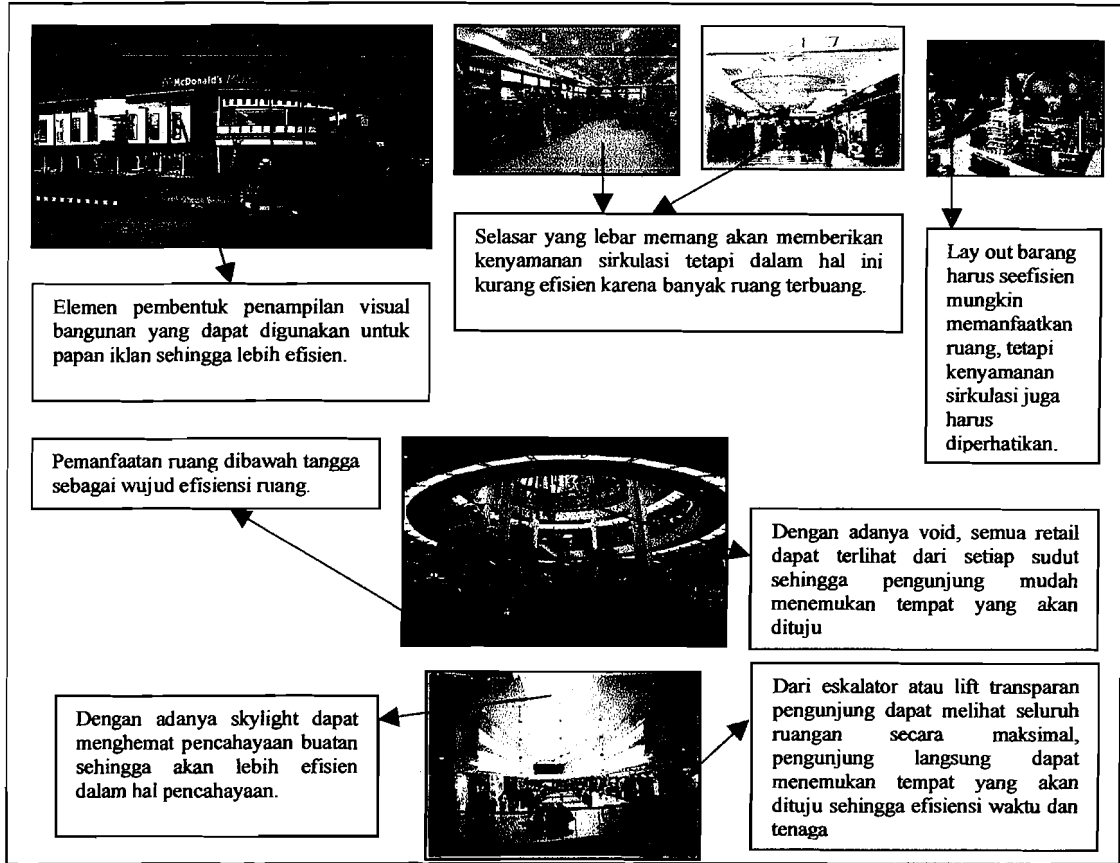 McDonald's
Selasar yang lebar memang akan memberikan
kenyamanan sirkulasi tetapi dalam hal ini
kurang efisien karena banyak ruang terbuang.
Lay out barang
harus seefisien
mungkin
memanfaatkan
ruang, tetapi
kenyamanan
sirkulasi juga
harus
diperhatikan.
Elemen pembentuk penampilan visual
bangunan yang dapat digunakan untuk
papan iklan sehingga lebih efisien.
Pemanfaatan ruang dibawah tangga
sebagai wujud efisiensi ruang.
Dengan adanya void, semua retail
dapat terlihat dari setiap sudut
sehingga pengunjung mudah
menemukan tempat yang akan
dituju
Dengan adanya skylight dapat
menghemat pencahayaan buatan
sehingga akan lebih efisien
dalam hal pencahayaan.
Dari eskalator atau lift transparan
pengunjung dapat melihat seluruh
ruangan secara maksimal,
pengunjung langsung dapat
menemukan tempat yang akan
dituju sehingga efisiensi waktu dan
tenaga